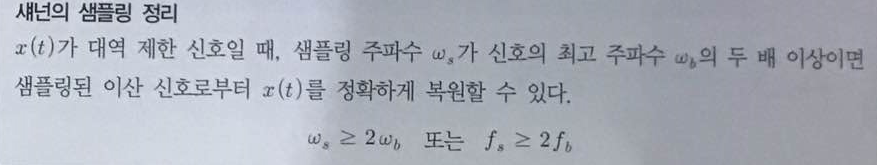 섀넌의 샘플링 정리
x(t)가 대역 제한 신호일 때, 샘플링 주파수 ωₛ가 신호의 최고 주파수 ω_b의 두 배 이상이면
샘플링된 이산 신호로부터 x(t)를 정확하게 복원할 수 있다.
ωₛ ≥ 2ω_b 또는 fₛ ≥ 2f_b